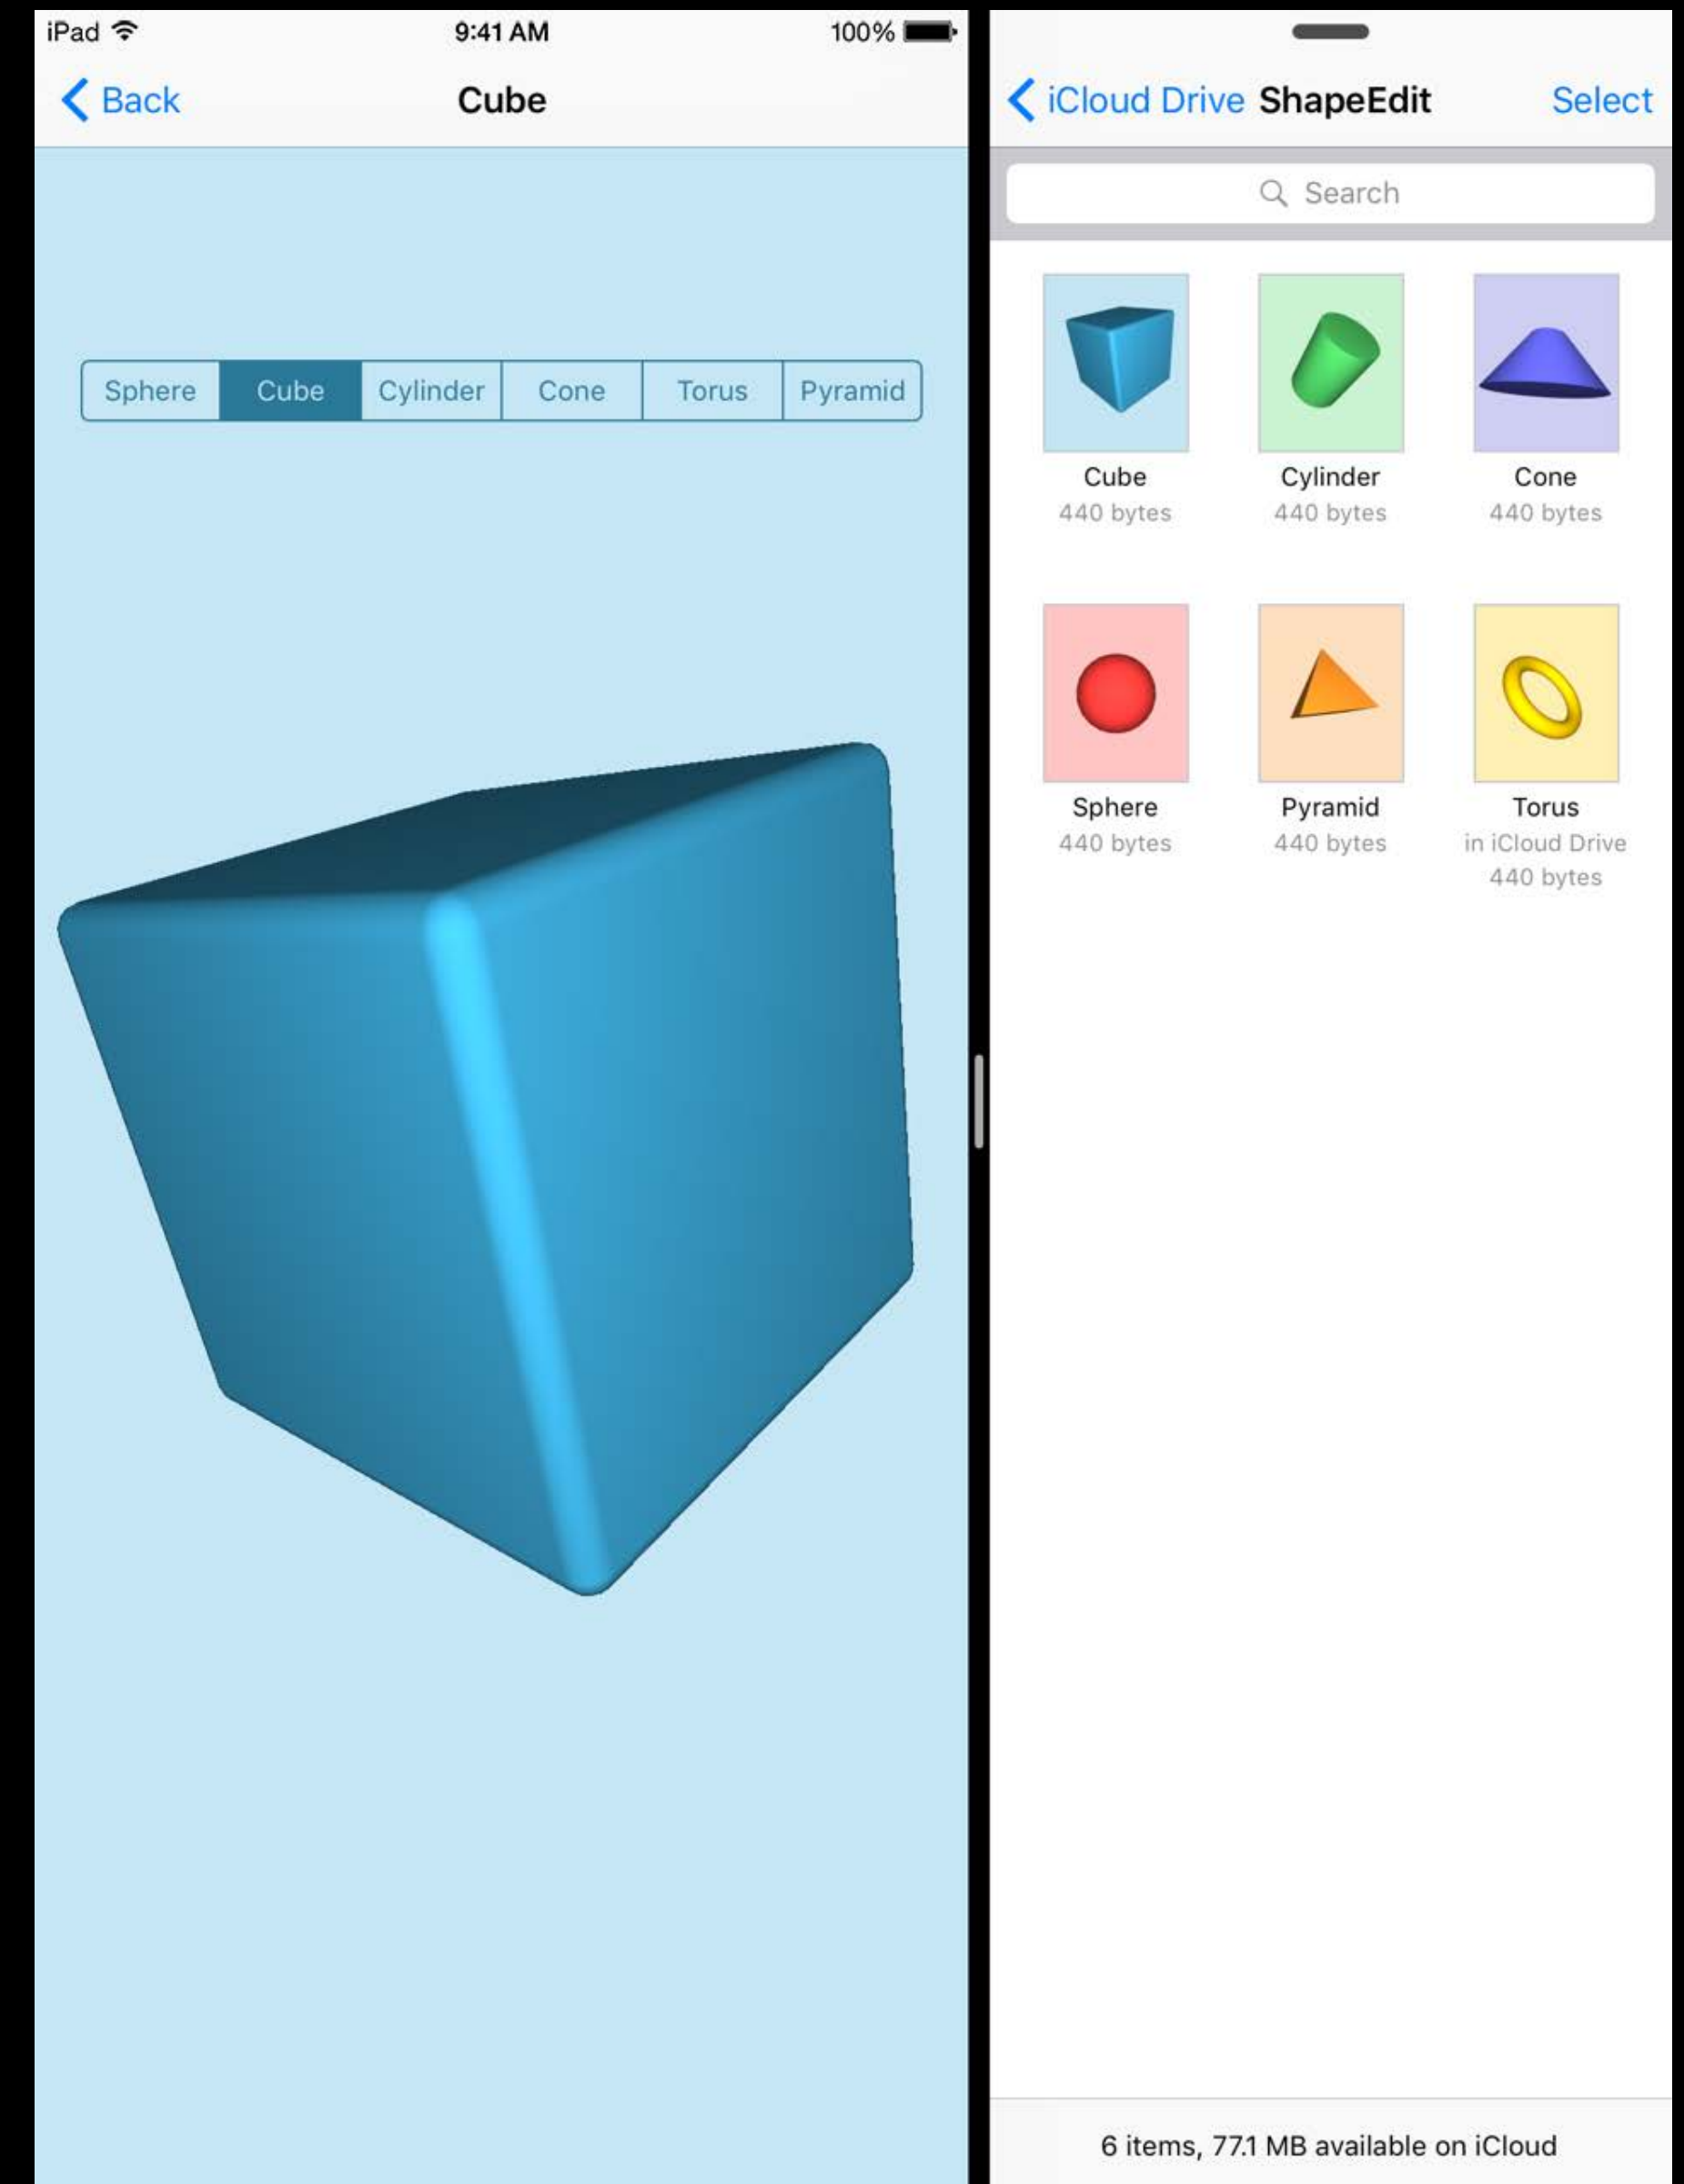 iPad 9:41 AM 100%
Back Cube
Sphere Cube Cylinder Cone Torus Pyramid
iCloud Drive ShapeEdit Select
Search
Cube Cylinder Cone
440 bytes 440 bytes 440 bytes
Sphere Pyramid Torus
440 bytes 440 bytes in iCloud Drive
440 bytes
6 items, 77.1 MB available on iCloud